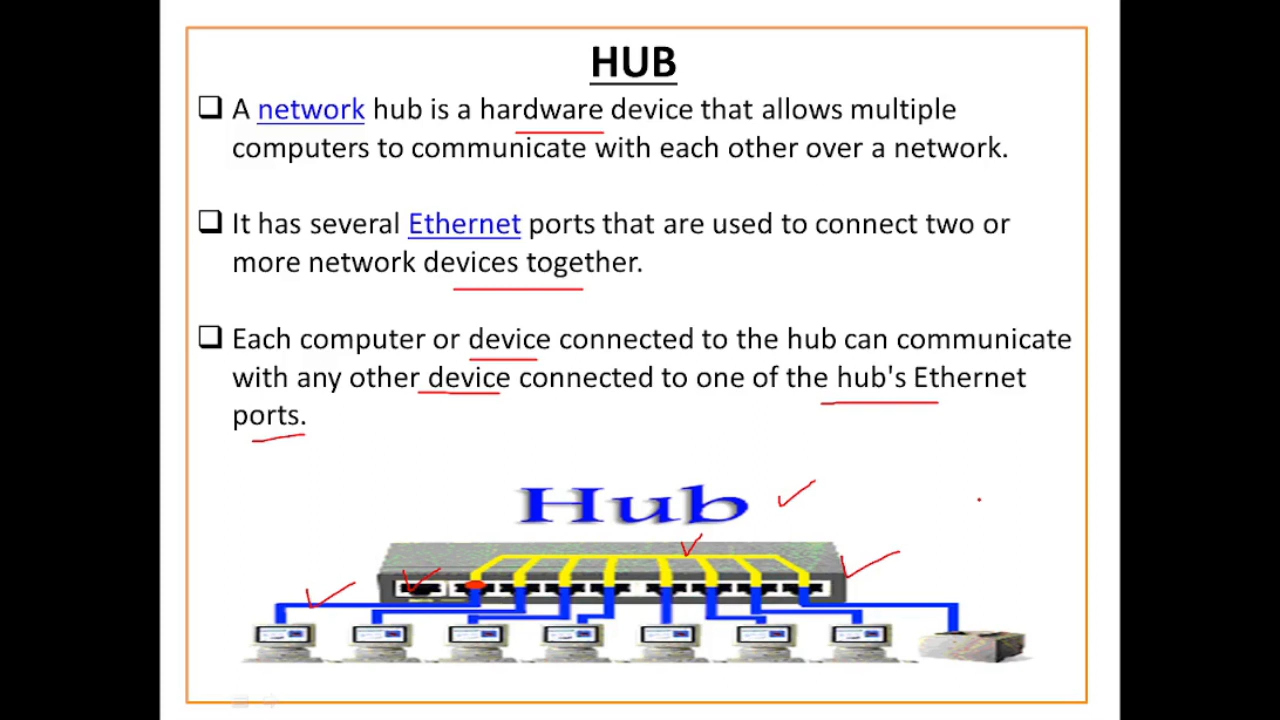 HUB
❑ A network hub is a hardware device that allows multiple
computers to communicate with each other over a network.
❑ It has several Ethernet ports that are used to connect two or
more network devices together.
❑ Each computer or device connected to the hub can communicate
with any other device connected to one of the hub's Ethernet
ports.
Hub